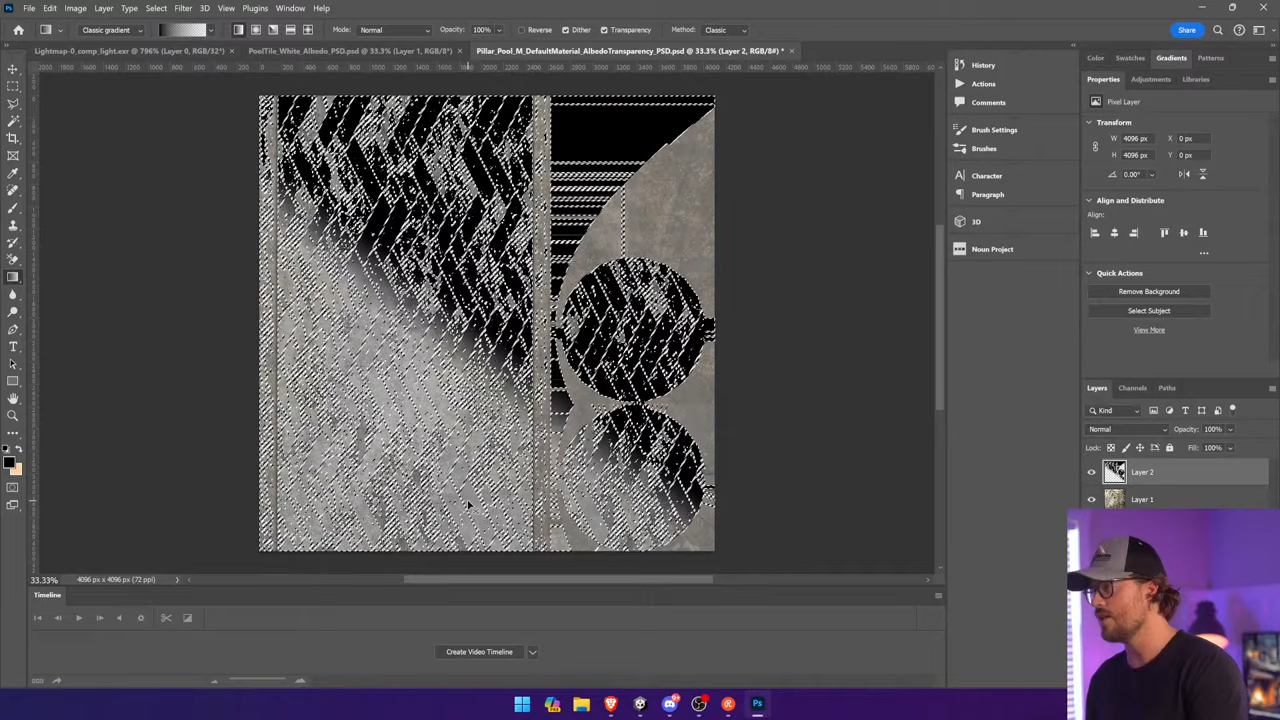 File Edit Image Layer Type Select Filter 3D View Plugins Window Help
Classic gradient Mode: Normal Opacity: 100% Reverse Dither Transparency Method: Classic Share
Lightmap-0_comp_light.exr @ 796% (Layer 0, RGB/32*) × PoolTile_White_Albedo_PSD.psd @ 33.3% (Layer 1, RGB/8*) × Pillar_Pool_M_DefaultMaterial_AlbedoTransparency_PSD.psd @ 33.3% (Layer 2, RGB/8#) * ×
History
Actions
Comments
Brush Settings
Brushes
Character
Paragraph
3D
Noun Project
Color Swatches Gradients Patterns
Properties Adjustments Libraries
Pixel Layer
Transform
W 4096 px X 0 px
H 4096 px Y 0 px
0.00°
Align and Distribute
Align:
Quick Actions
Remove Background
Select Subject
View More
Layers Channels Paths
Kind
Normal Opacity: 100%
Lock: Fill: 100%
Layer 2
Layer 1
33.33% 4096 px x 4096 px (72 ppi)
Timeline
Create Video Timeline